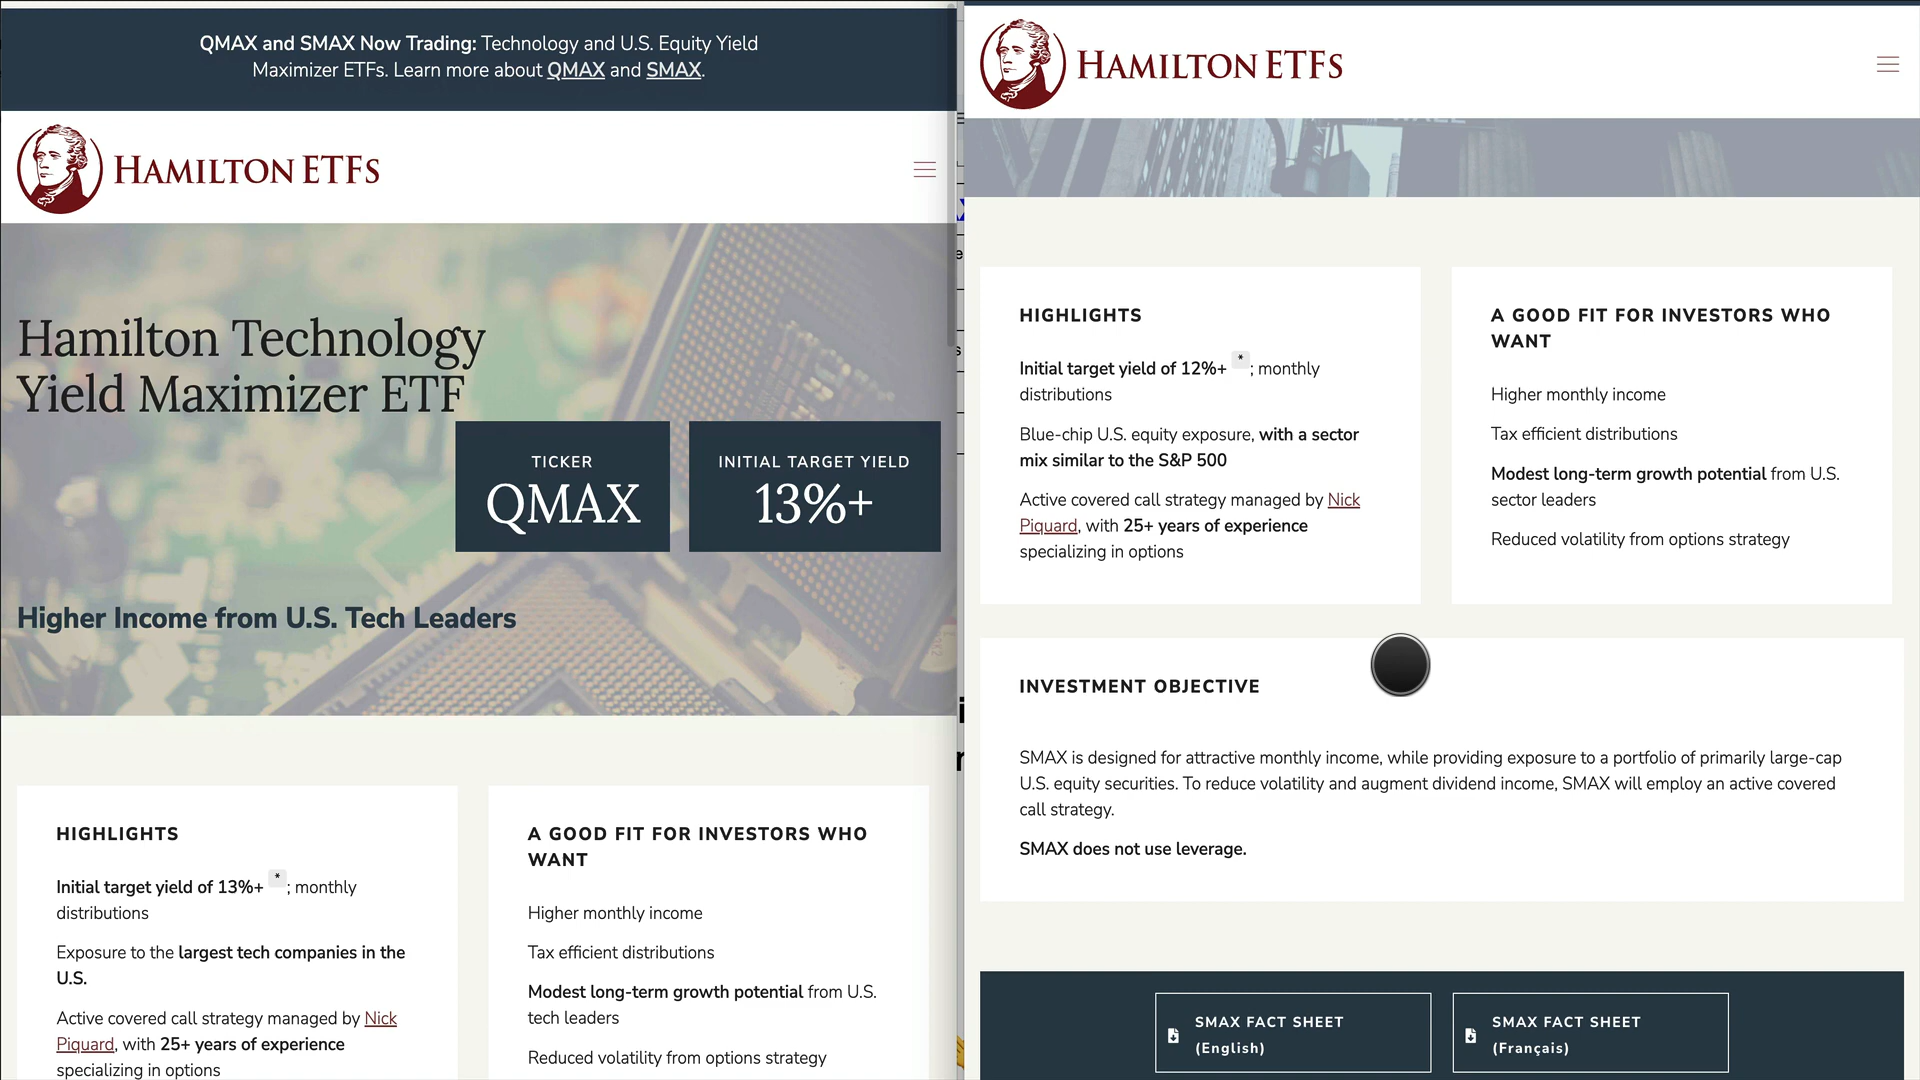 QMAX and SMAX Now Trading: Technology and U.S. Equity Yield
Maximizer ETFs. Learn more about QMAX and SMAX.
HAMILTON ETFs
Hamilton Technology
Yield Maximizer ETF
TICKER
QMAX
INITIAL TARGET YIELD
13%+
Higher Income from U.S. Tech Leaders
HIGHLIGHTS
Initial target yield of 13%+ * ; monthly
distributions
Exposure to the largest tech companies in the
U.S.
Active covered call strategy managed by Nick
Piquard, with 25+ years of experience
specializing in options
A GOOD FIT FOR INVESTORS WHO
WANT
Higher monthly income
Tax efficient distributions
Modest long-term growth potential from U.S.
tech leaders
Reduced volatility from options strategy
HAMILTON ETFs
HIGHLIGHTS
Initial target yield of 12%+ * ; monthly
distributions
Blue-chip U.S. equity exposure, with a sector
mix similar to the S&P 500
Active covered call strategy managed by Nick
Piquard, with 25+ years of experience
specializing in options
A GOOD FIT FOR INVESTORS WHO
WANT
Higher monthly income
Tax efficient distributions
Modest long-term growth potential from U.S.
sector leaders
Reduced volatility from options strategy
INVESTMENT OBJECTIVE
SMAX is designed for attractive monthly income, while providing exposure to a portfolio of primarily large-cap
U.S. equity securities. To reduce volatility and augment dividend income, SMAX will employ an active covered
call strategy.
SMAX does not use leverage.
SMAX FACT SHEET
(English)
SMAX FACT SHEET
(Français)